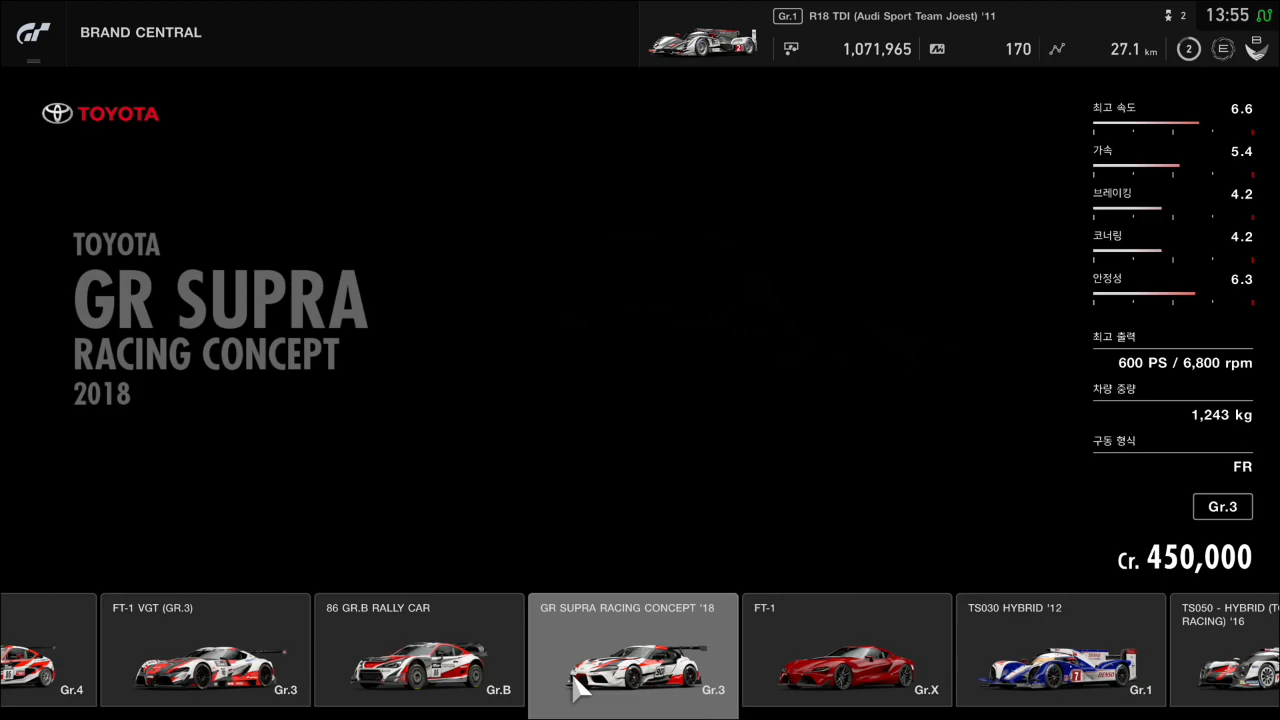 BRAND CENTRAL
Gr.1 R18 TDI (Audi Sport Team Joest) '11
2
13:55
1,071,965
170
27.1 km
2
E
B
TOYOTA
TOYOTA
GR SUPRA
RACING CONCEPT
2018
최고 속도 6.6
가속 5.4
브레이킹 4.2
코너링 4.2
안정성 6.3
최고 출력
600 PS / 6,800 rpm
차량 중량
1,243 kg
구동 형식
FR
Gr.3
Cr. 450,000
Gr.4
FT-1 VGT (GR.3)
Gr.3
86 GR.B RALLY CAR
Gr.B
GR SUPRA RACING CONCEPT '18
90
Gr.3
FT-1
Gr.X
TS030 HYBRID '12
7
DENSO
Gr.1
TS050 - HYBRID (T
RACING) '16